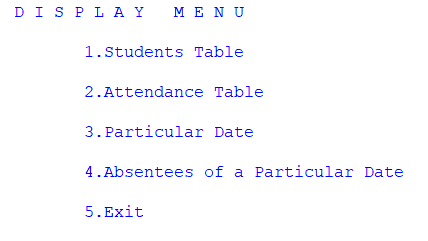 D I S P L A Y   M E N U
1.Students Table
2.Attendance Table
3.Particular Date
4.Absentees of a Particular Date
5.Exit